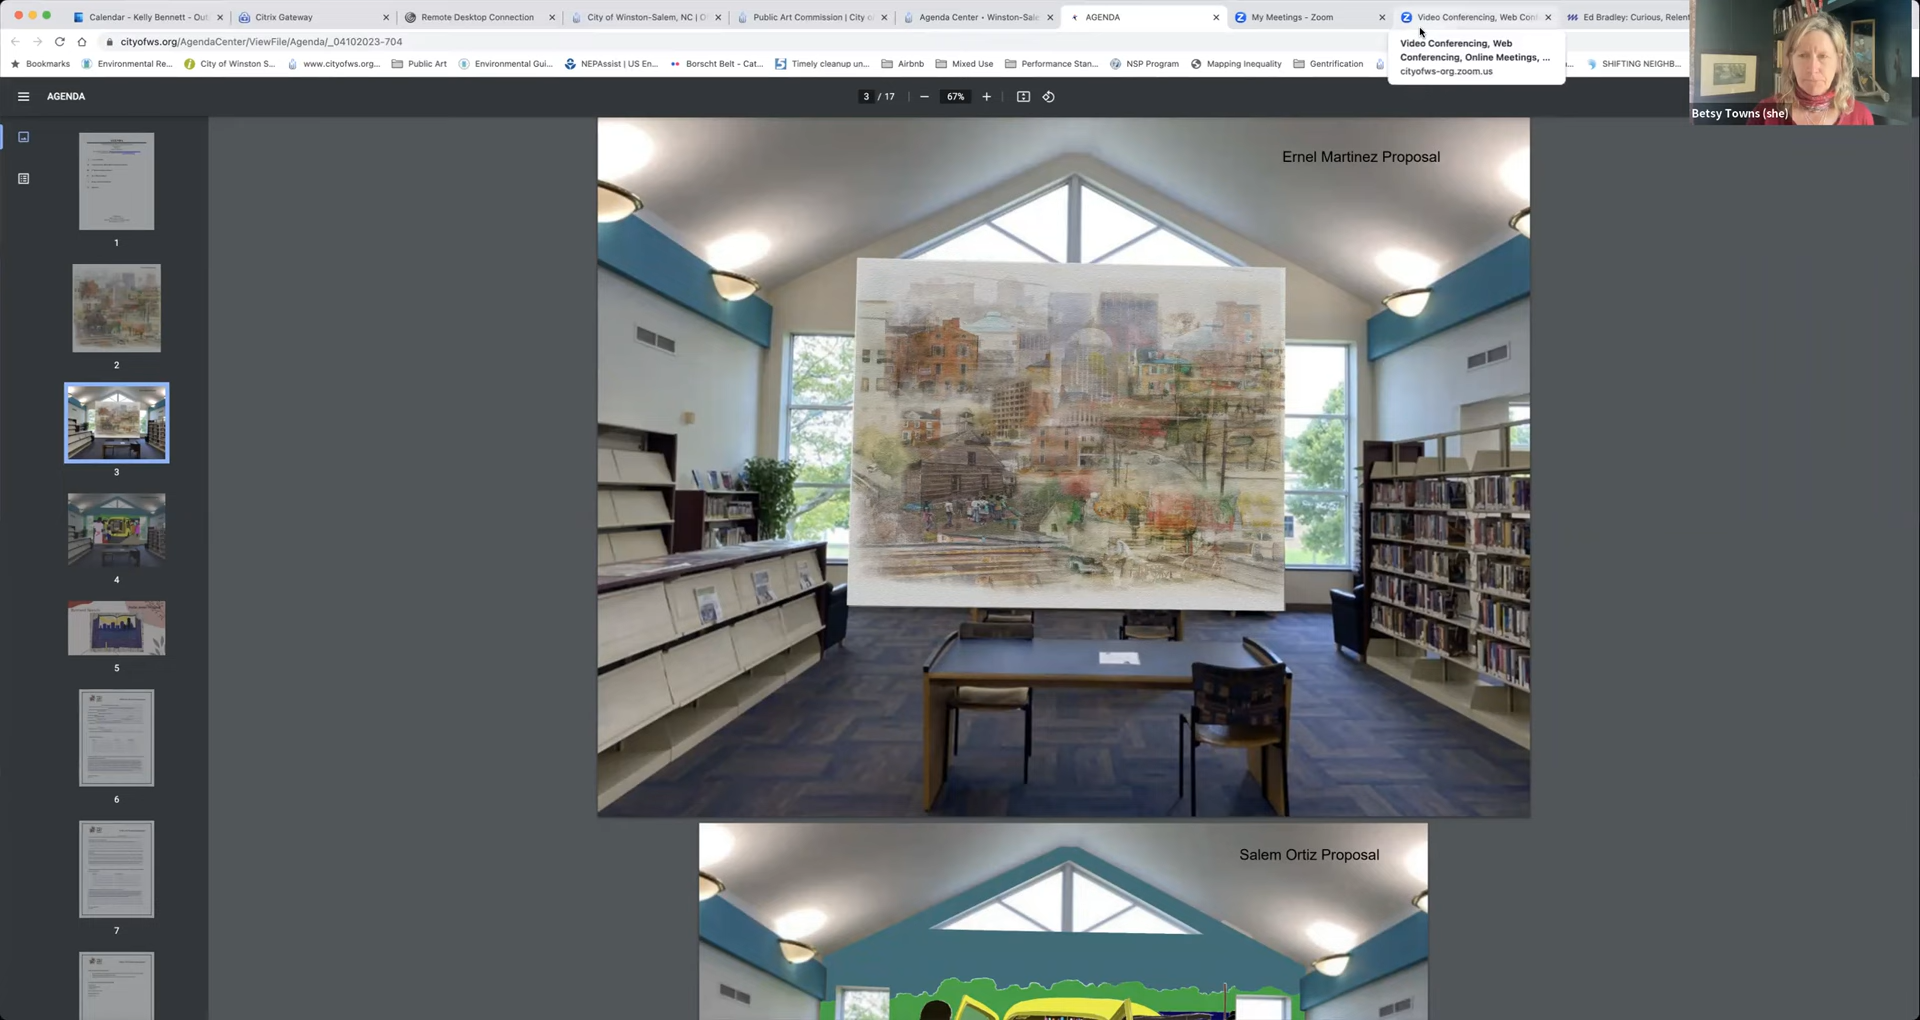 Calendar - Kelly Bennett - Out
Citrix Gateway
Remote Desktop Connection
City of Winston-Salem, NC | O
Public Art Commission | City o
Agenda Center • Winston-Sale
AGENDA
My Meetings - Zoom
Video Conferencing, Web Con
Ed Bradley: Curious, Relent
cityofws.org/AgendaCenter/ViewFile/Agenda/_04102023-704
Bookmarks
Environmental Re...
City of Winston S...
www.cityofws.org...
Public Art
Environmental Gui...
NEPAssist | US En...
Borscht Belt - Cat...
Timely cleanup un...
Airbnb
Mixed Use
Performance Stan...
NSP Program
Mapping Inequality
Gentrification
SHIFTING NEIGHB...
Video Conferencing, Web
Conferencing, Online Meetings, ...
cityofws-org.zoom.us
Betsy Towns (she)
AGENDA
3 / 17
67%
1
2
3
4
5
6
7
Ernel Martinez Proposal
Salem Ortiz Proposal